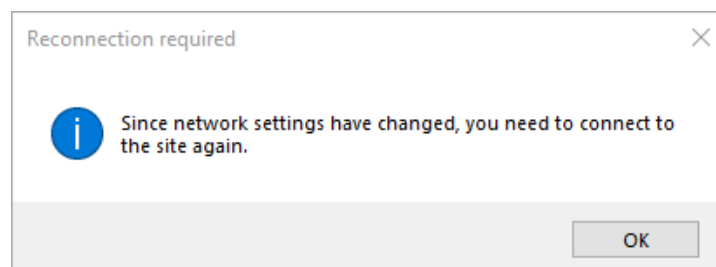 Reconnection required
Since network settings have changed, you need to connect to
the site again.
OK